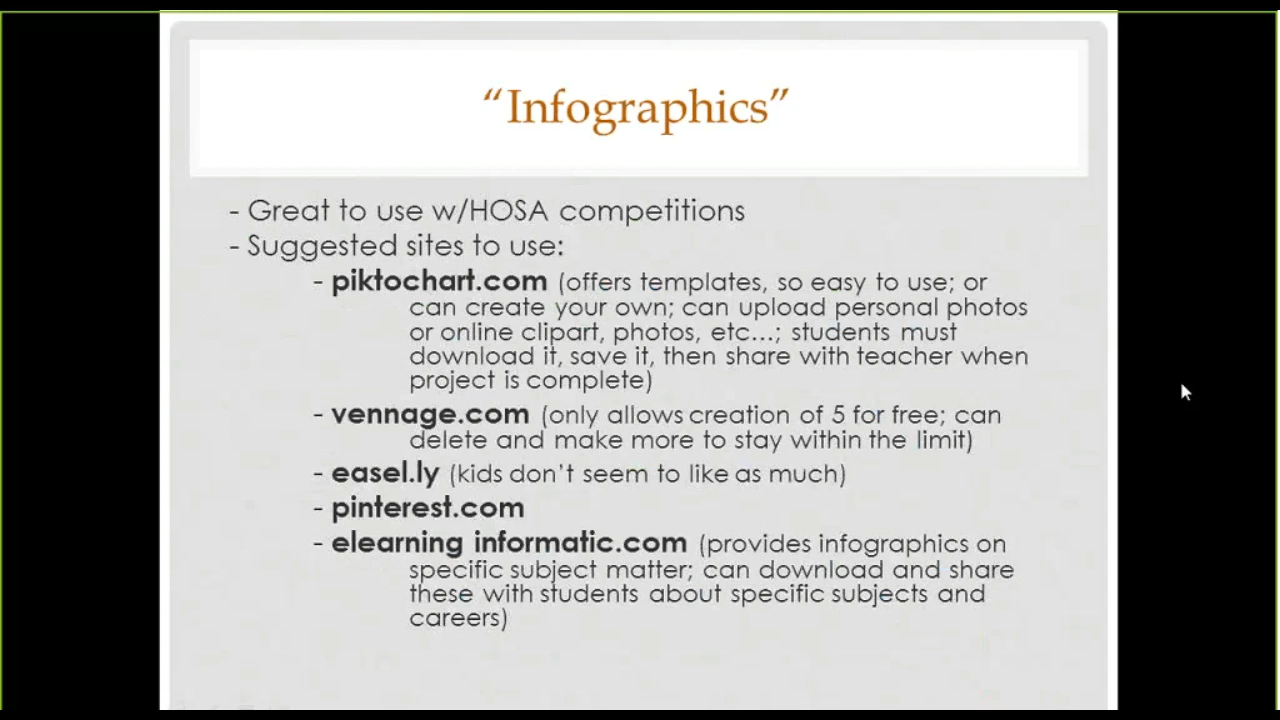 “Infographics”
- Great to use w/HOSA competitions
- Suggested sites to use:
- piktochart.com (offers templates, so easy to use; or
can create your own; can upload personal photos
or online clipart, photos, etc...; students must
download it, save it, then share with teacher when
project is complete)
- vennage.com (only allows creation of 5 for free; can
delete and make more to stay within the limit)
- easel.ly (kids don’t seem to like as much)
- pinterest.com
- elearning informatic.com (provides infographics on
specific subject matter; can download and share
these with students about specific subjects and
careers)